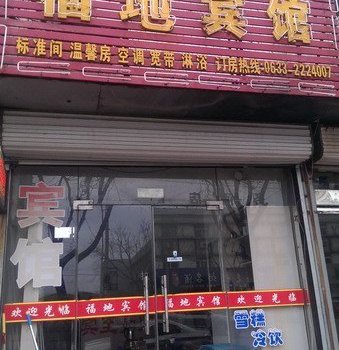 福地宾馆
标准间 温馨房 空调 宽带 淋浴 订房热线:0633-2224007
宾馆
欢迎光临 福地宾馆 福地宾馆 欢迎光临
雪糕
冷饮